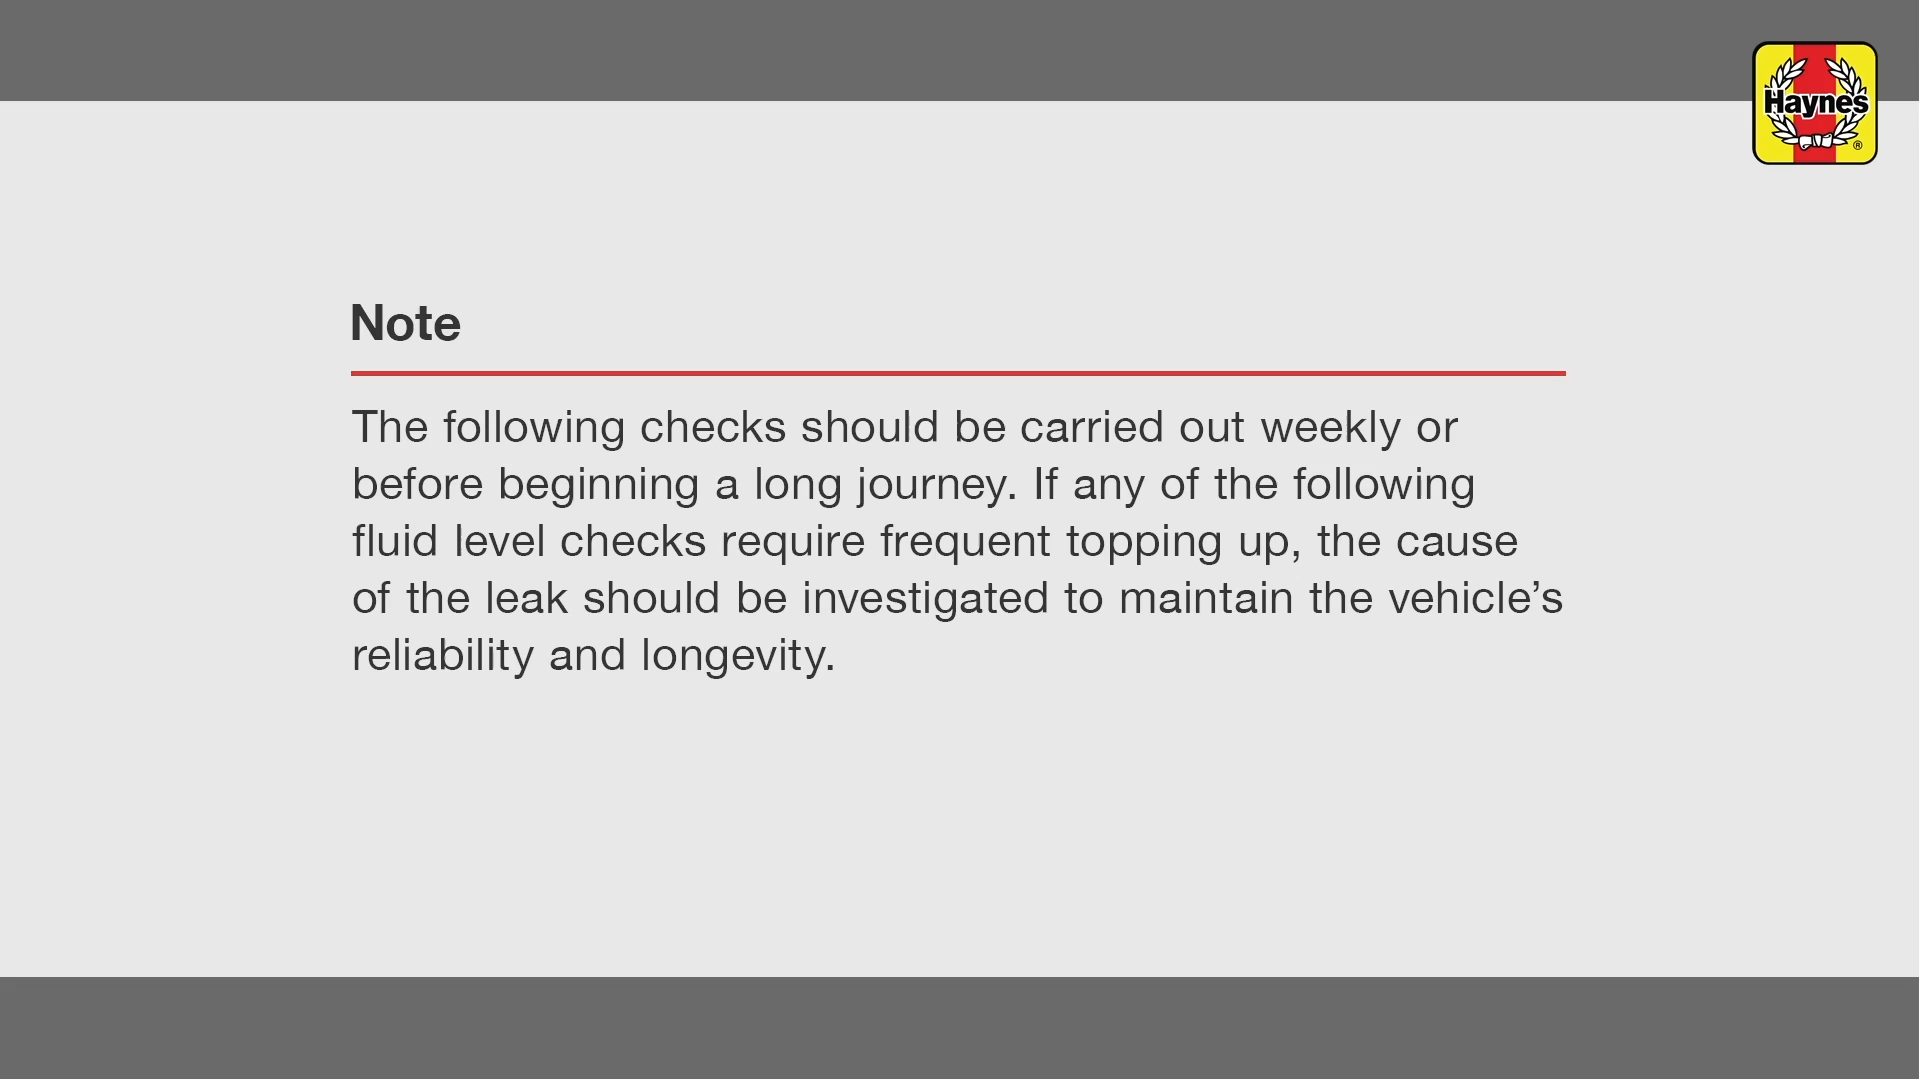 Haynes
®
Note
The following checks should be carried out weekly or
before beginning a long journey. If any of the following
fluid level checks require frequent topping up, the cause
of the leak should be investigated to maintain the vehicle’s
reliability and longevity.